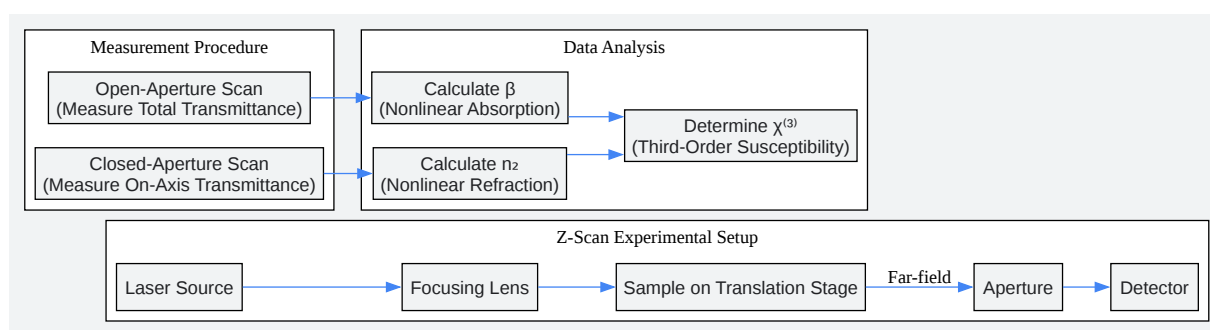 Measurement Procedure
Open-Aperture Scan
(Measure Total Transmittance)
Closed-Aperture Scan
(Measure On-Axis Transmittance)
Data Analysis
Calculate β
(Nonlinear Absorption)
Calculate n₂
(Nonlinear Refraction)
Determine χ⁽³⁾
(Third-Order Susceptibility)
Z-Scan Experimental Setup
Laser Source
Focusing Lens
Sample on Translation Stage
Far-field
Aperture
Detector